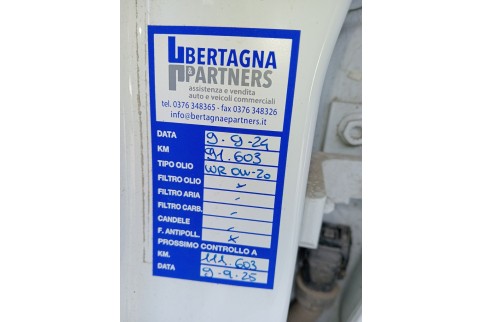 BERTAGNA
& PARTNERS
assistenza e vendita
auto e veicoli commerciali
tel. 0376 348365 - fax 0376 348326
info@bertagnaepartners.it
DATA 9-9-24
KM 91.603
TIPO OLIO WR 0W-20
FILTRO OLIO x
FILTRO ARIA -
FILTRO CARB. -
CANDELE -
F. ANTIPOLL. x
PROSSIMO CONTROLLO A
KM. 111.603
DATA 9-9-25